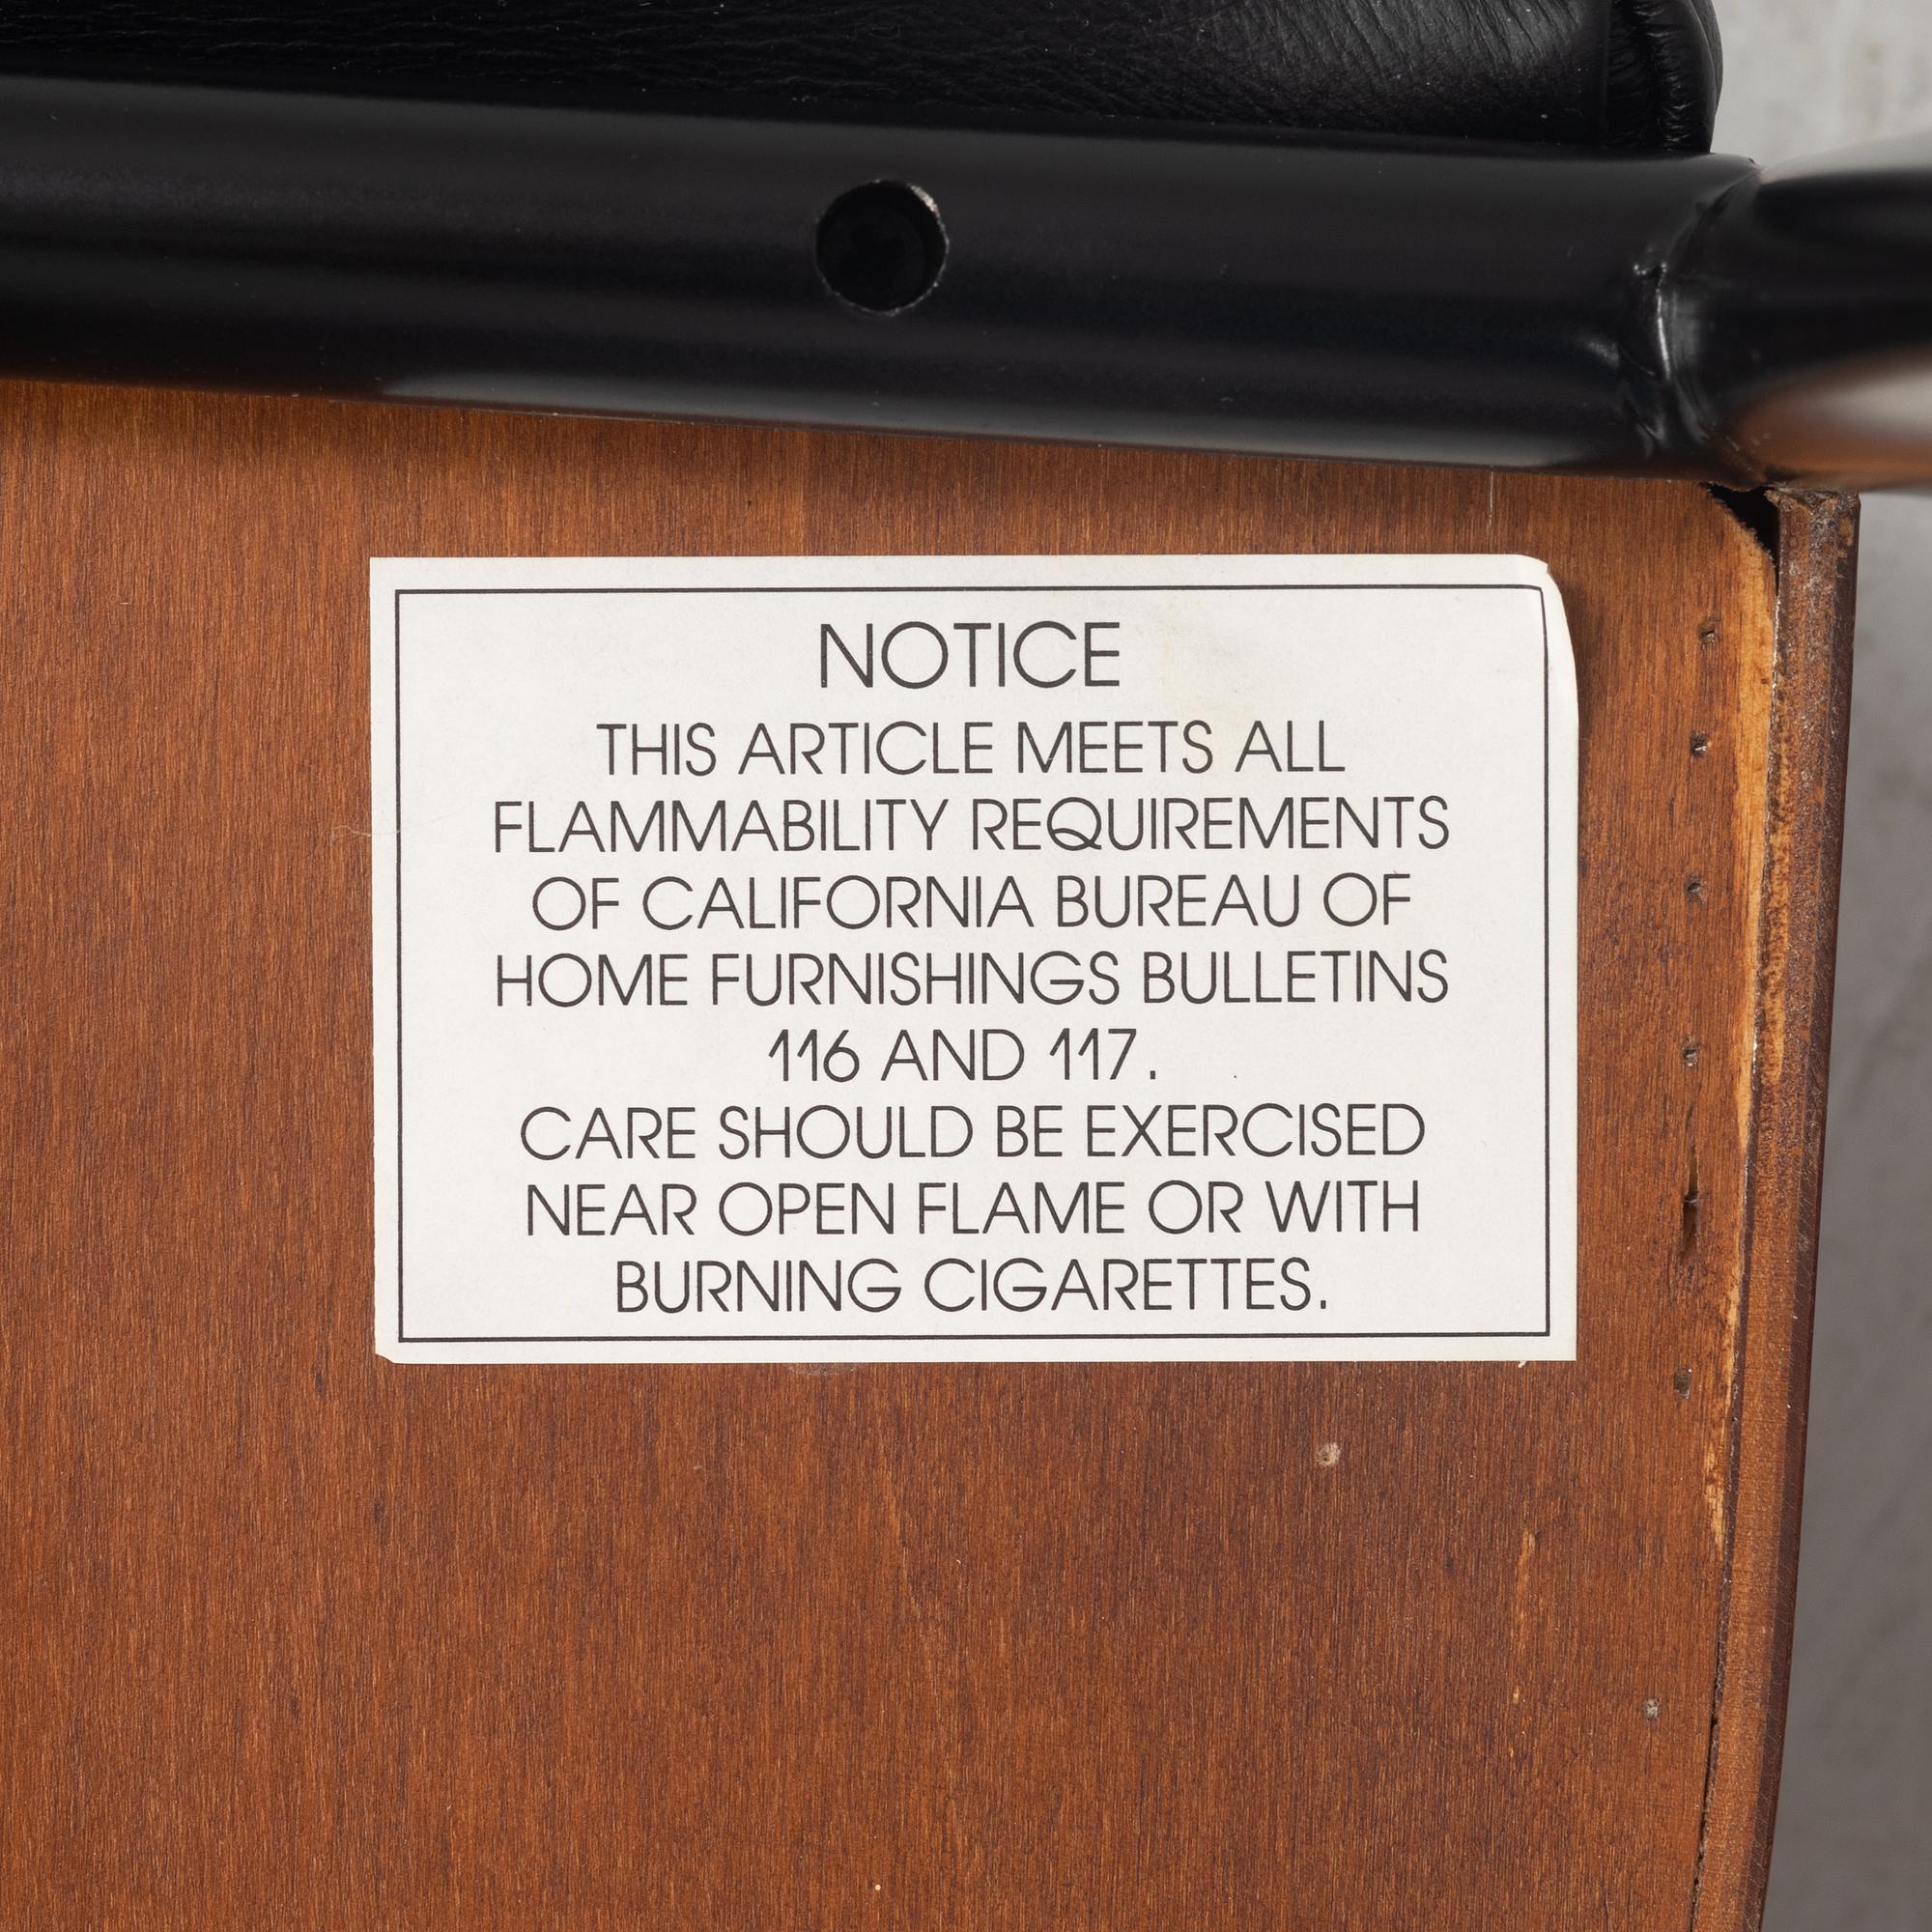 NOTICE
THIS ARTICLE MEETS ALL
FLAMMABILITY REQUIREMENTS
OF CALIFORNIA BUREAU OF
HOME FURNISHINGS BULLETINS
116 AND 117.
CARE SHOULD BE EXERCISED
NEAR OPEN FLAME OR WITH
BURNING CIGARETTES.